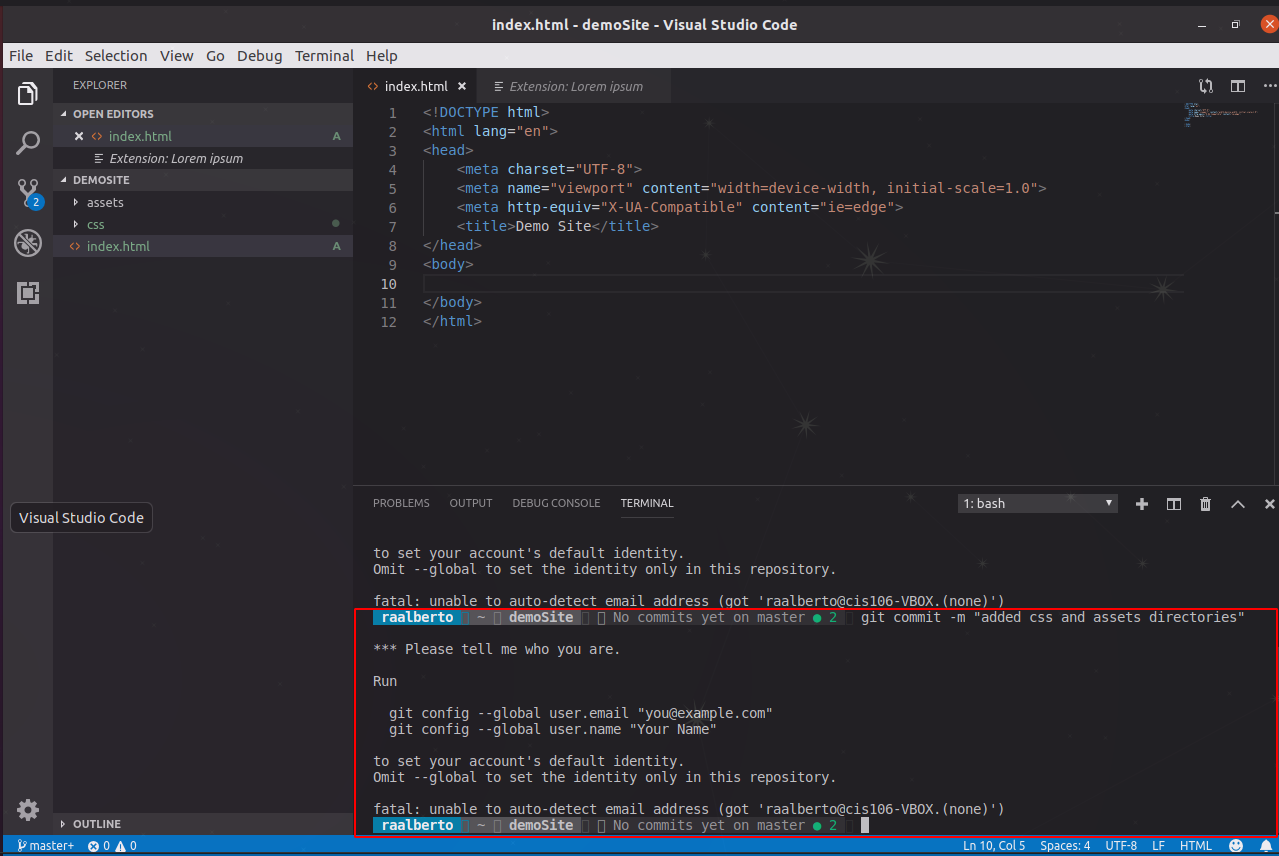 index.html - demoSite - Visual Studio Code
File Edit Selection View Go Debug Terminal Help
EXPLORER
OPEN EDITORS
index.html A
Extension: Lorem ipsum
DEMOSITE
assets
css
index.html A
OUTLINE
2
Visual Studio Code
index.html Extension: Lorem ipsum
1 <!DOCTYPE html>
2 <html lang="en">
3 <head>
4 <meta charset="UTF-8">
5 <meta name="viewport" content="width=device-width, initial-scale=1.0">
6 <meta http-equiv="X-UA-Compatible" content="ie=edge">
7 <title>Demo Site</title>
8 </head>
9 <body>
10
11 </body>
12 </html>
PROBLEMS OUTPUT DEBUG CONSOLE TERMINAL 1: bash
to set your account's default identity.
Omit --global to set the identity only in this repository.
fatal: unable to auto-detect email address (got 'raalberto@cis106-VBOX.(none)')
raalberto ~ demoSite No commits yet on master ● 2 git commit -m "added css and assets directories"
*** Please tell me who you are.
Run
git config --global user.email "you@example.com"
git config --global user.name "Your Name"
to set your account's default identity.
Omit --global to set the identity only in this repository.
fatal: unable to auto-detect email address (got 'raalberto@cis106-VBOX.(none)')
raalberto ~ demoSite No commits yet on master ● 2
master+ 0 0 Ln 10, Col 5 Spaces: 4 UTF-8 LF HTML